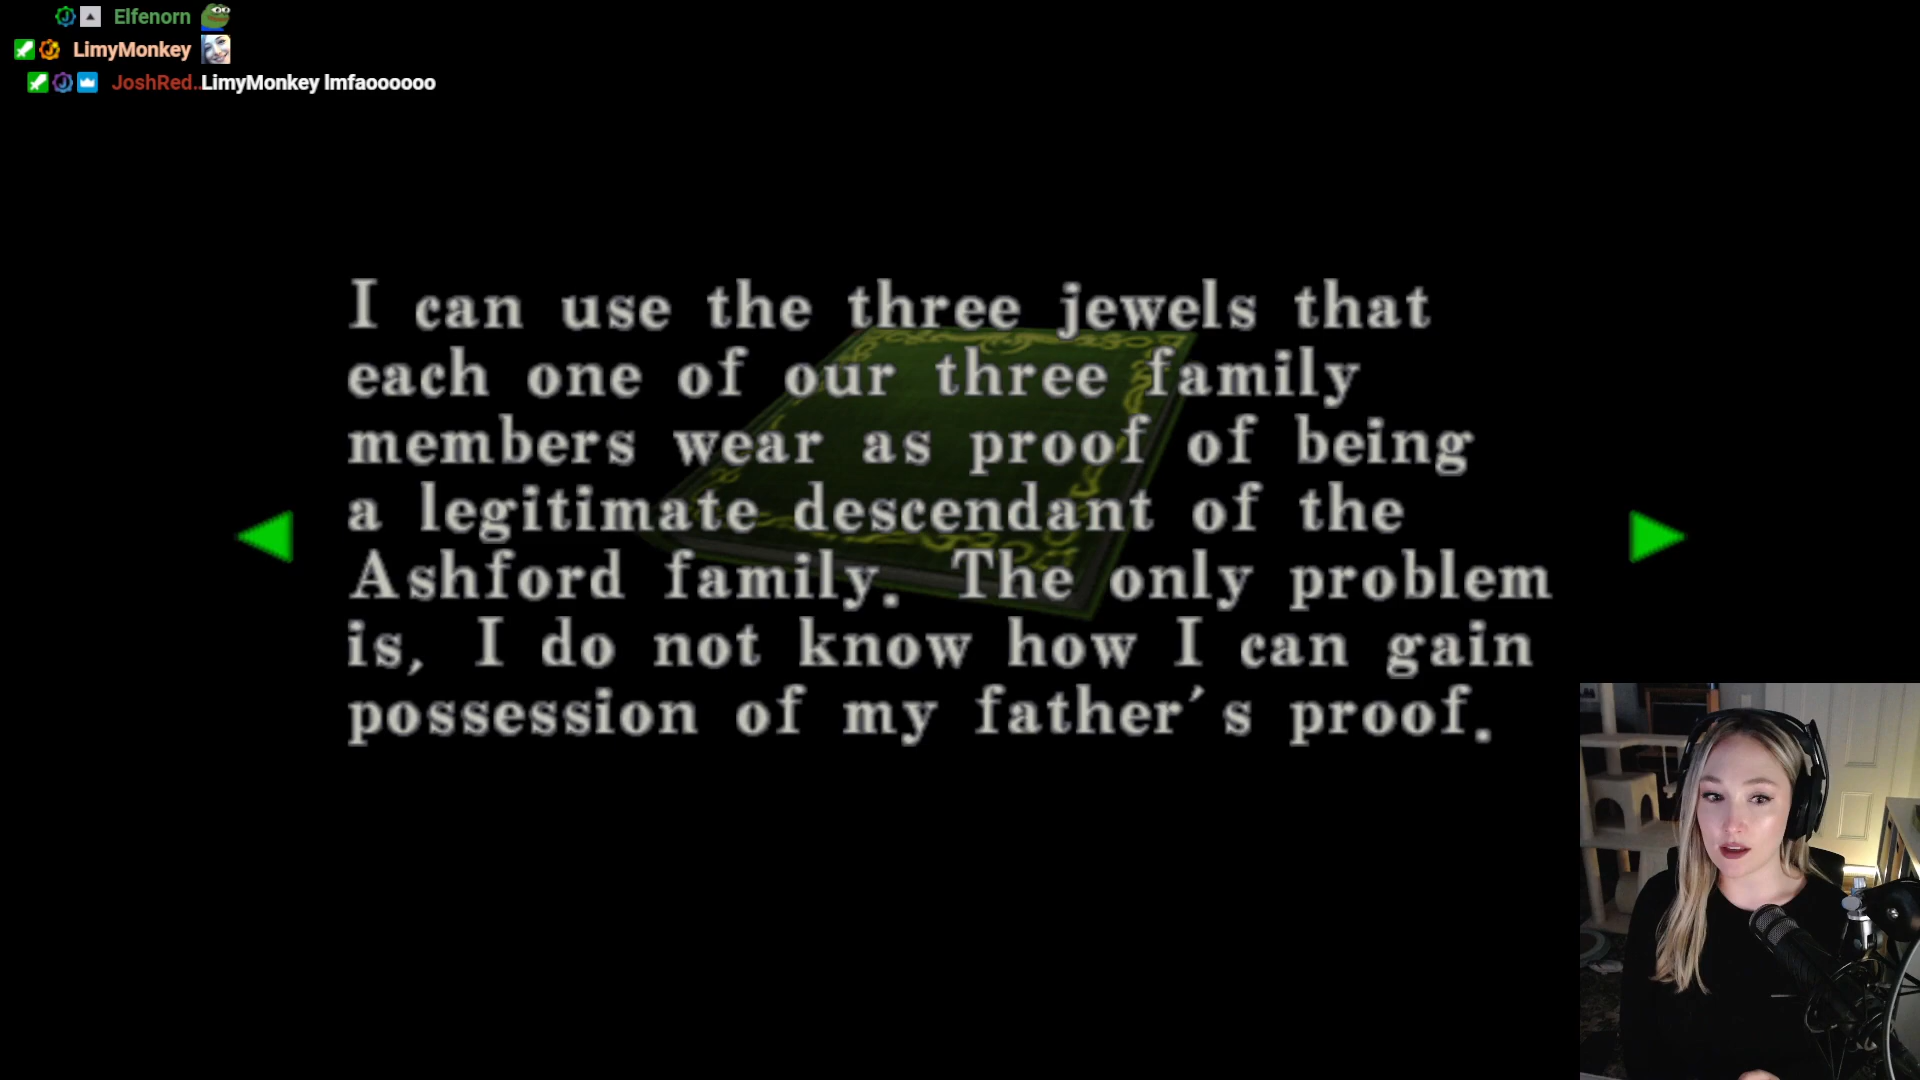 Elfenorn
LimyMonkey
JoshRed.. LimyMonkey lmfaoooooo
I can use the three jewels that
each one of our three family
members wear as proof of being
a legitimate descendant of the
Ashford family. The only problem
is, I do not know how I can gain
possession of my father's proof.